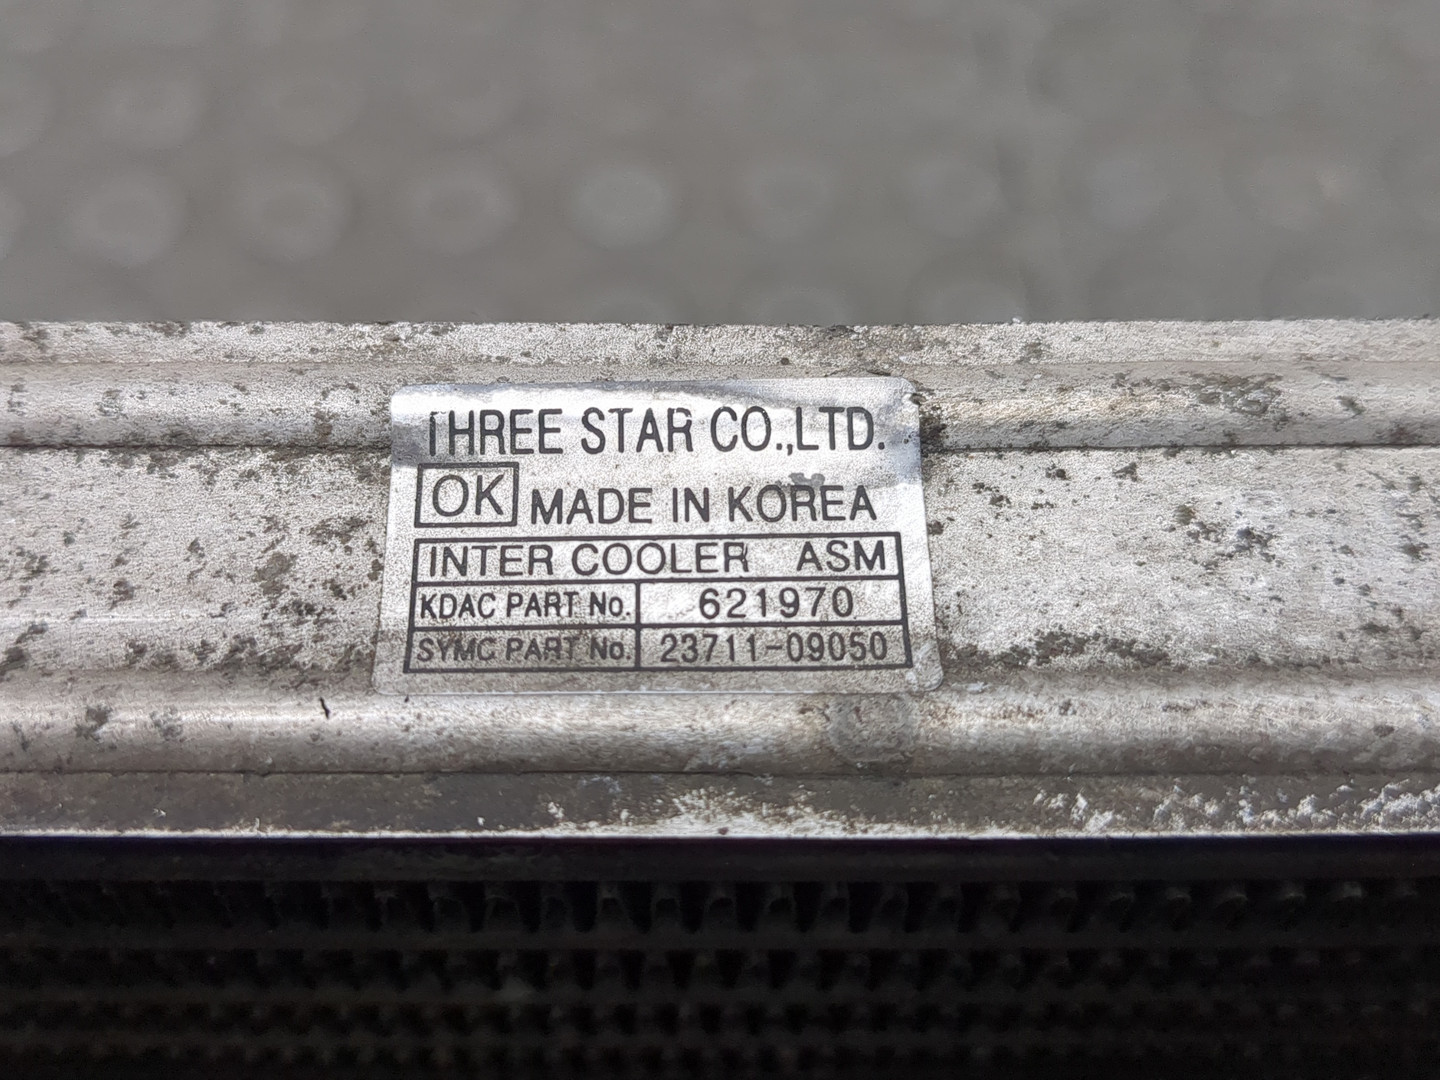 THREE STAR CO.,LTD.
OK MADE IN KOREA
INTER COOLER ASM
KDAC PART No. 621970
SYMC PART No. 23711-09050